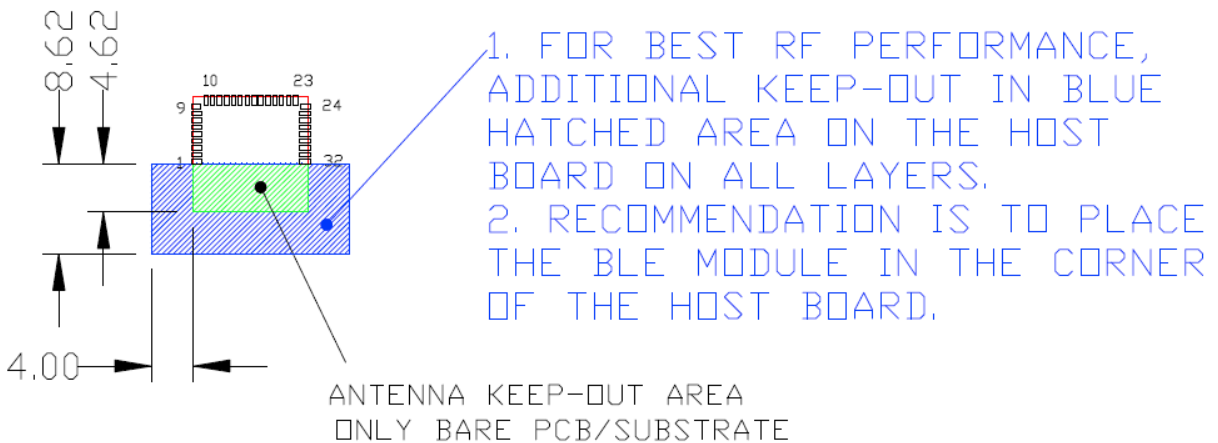 8.62
4.62
1. FOR BEST RF PERFORMANCE,
ADDITIONAL KEEP-OUT IN BLUE
HATCHED AREA ON THE HOST
BOARD ON ALL LAYERS.
2. RECOMMENDATION IS TO PLACE
THE BLE MODULE IN THE CORNER
OF THE HOST BOARD.
10
23
9
24
1
32
4.00
ANTENNA KEEP-OUT AREA
ONLY BARE PCB/SUBSTRATE